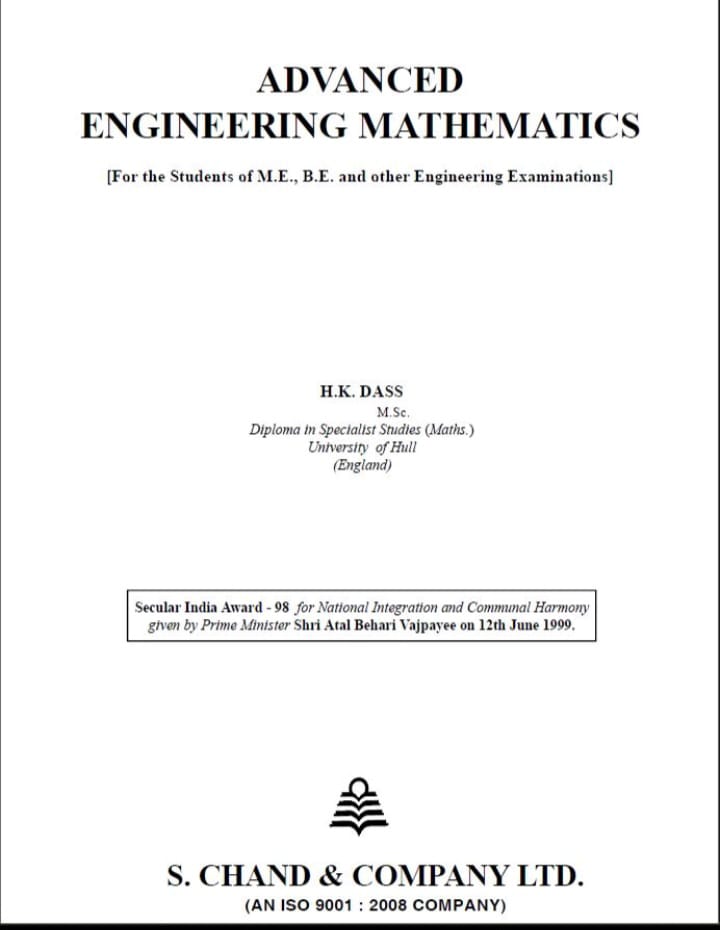 ADVANCED
ENGINEERING MATHEMATICS
[For the Students of M.E., B.E. and other Engineering Examinations]
H.K. DASS
M.Sc.
Diploma in Specialist Studies (Maths.)
University of Hull
(England)
Secular India Award - 98 for National Integration and Communal Harmony
given by Prime Minister Shri Atal Behari Vajpayee on 12th June 1999.
S. CHAND & COMPANY LTD.
(AN ISO 9001 : 2008 COMPANY)